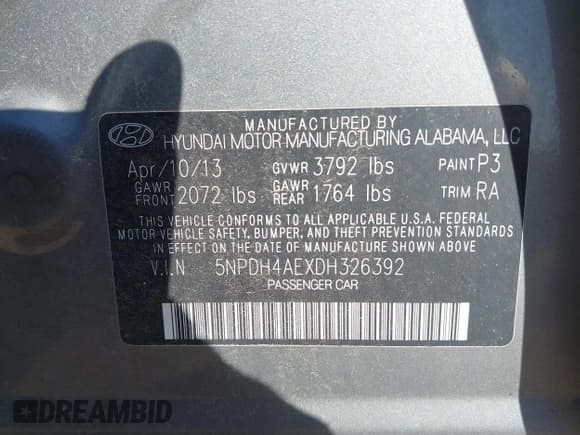 MANUFACTURED BY
HYUNDAI MOTOR MANUFACTURING ALABAMA, LLC
Apr/10/13 GVWR 3792 lbs PAINT P3
GAWR FRONT 2072 lbs GAWR REAR 1764 lbs TRIM RA
THIS VEHICLE CONFORMS TO ALL APPLICABLE U.S.A. FEDERAL
MOTOR VEHICLE SAFETY, BUMPER, AND THEFT PREVENTION STANDARDS
IN EFFECT ON THE DATE OF MANUFACTURE SHOWN ABOVE
V.I.N 5NPDH4AEXDH326392
PASSENGER CAR
DREAMBID